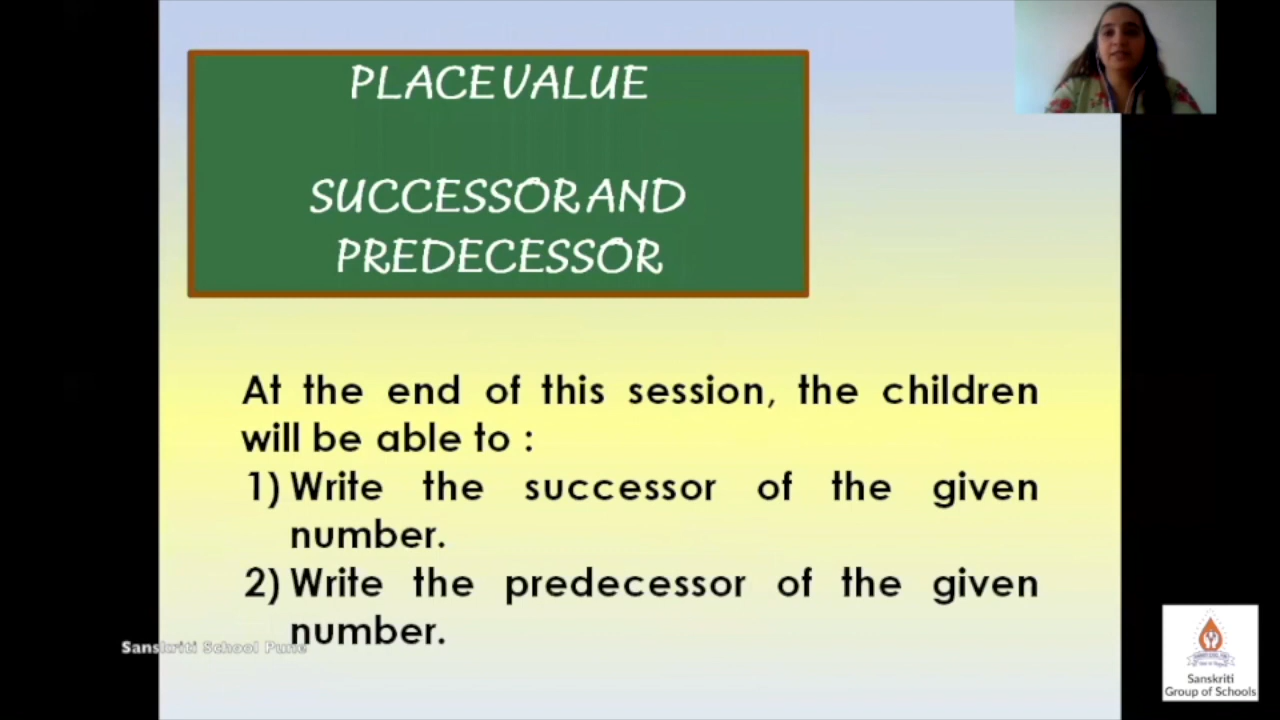 PLACE VALUE
SUCCESSOR AND
PREDECESSOR
At the end of this session, the children
will be able to :
1) Write the successor of the given
number.
2) Write the predecessor of the given
number.
Sanskriti School Pune
Sanskriti
Group of Schools